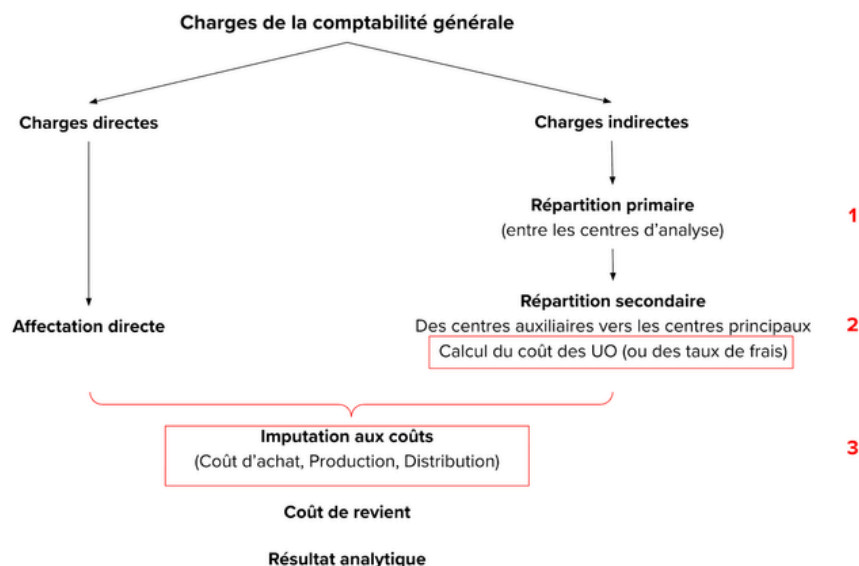 Charges de la comptabilité générale
Charges directes
Charges indirectes
Répartition primaire
(entre les centres d'analyse)
1
Répartition secondaire
Affectation directe
Des centres auxiliaires vers les centres principaux
2
Calcul du coût des UO (ou des taux de frais)
Imputation aux coûts
(Coût d'achat, Production, Distribution)
3
Coût de revient
Résultat analytique